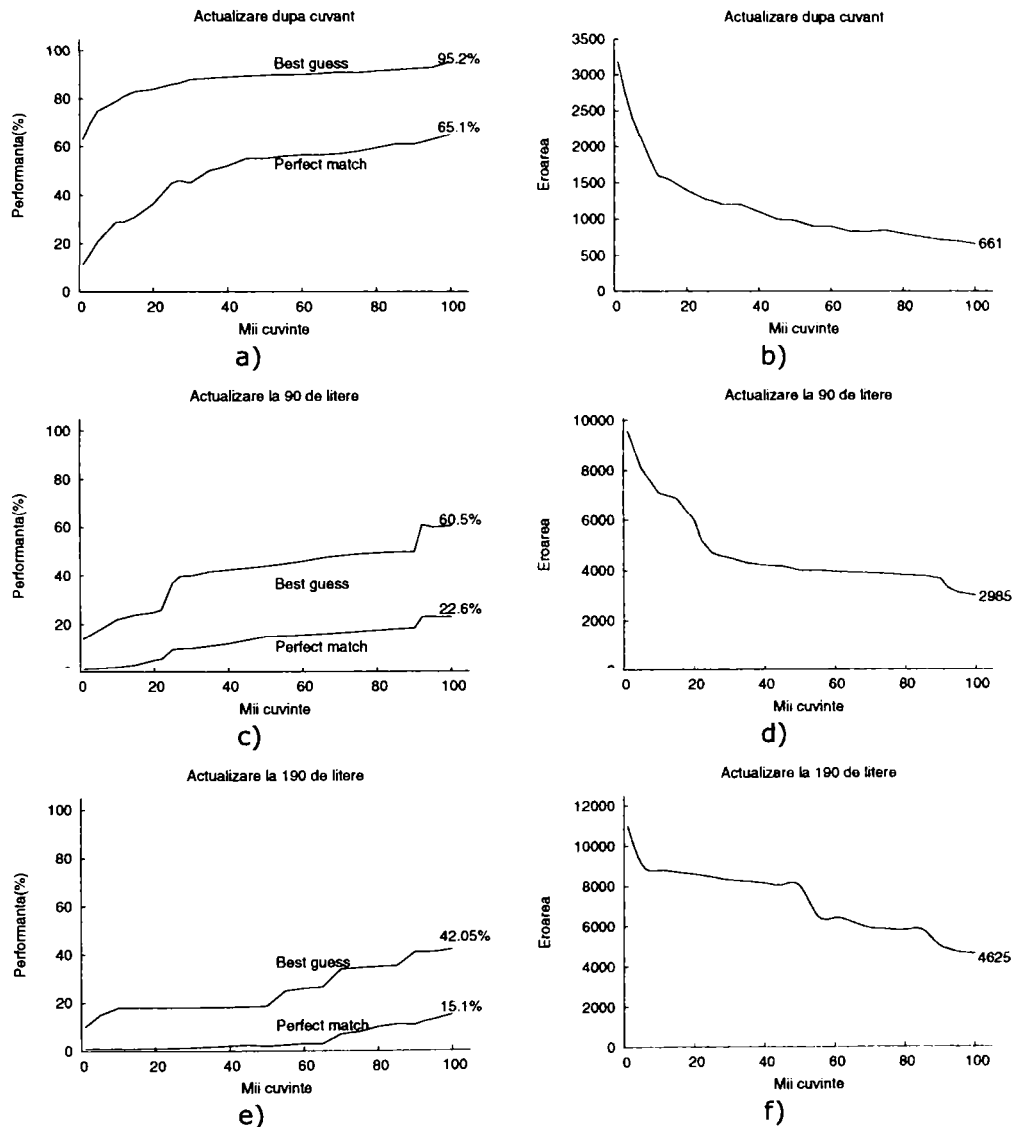 Actualizare dupa cuvant
100
80
60
40
20
0
Performanta(%)
Best guess
95.2%
65.1%
Perfect match
0 20 40 60 80 100
Mii cuvinte
a)
Actualizare dupa cuvant
3500
3000
2500
2000
1500
1000
500
0
Eroarea
661
0 20 40 60 80 100
Mii cuvinte
b)
Actualizare la 90 de litere
100
80
60
40
20
Performanta(%)
60.5%
Best guess
22.6%
Perfect match
0 20 40 60 80 100
Mii cuvinte
c)
Actualizare la 90 de litere
10000
8000
6000
4000
2000
Eroarea
2985
0 20 40 60 80 100
Mii cuvinte
d)
Actualizare la 190 de litere
100
80
60
40
20
0
Performanta(%)
42.05%
Best guess
15.1%
Perfect match
0 20 40 60 80 100
Mii cuvinte
e)
Actualizare la 190 de litere
12000
10000
8000
6000
4000
2000
0
Eroarea
4625
0 20 40 60 80 100
Mii cuvinte
f)